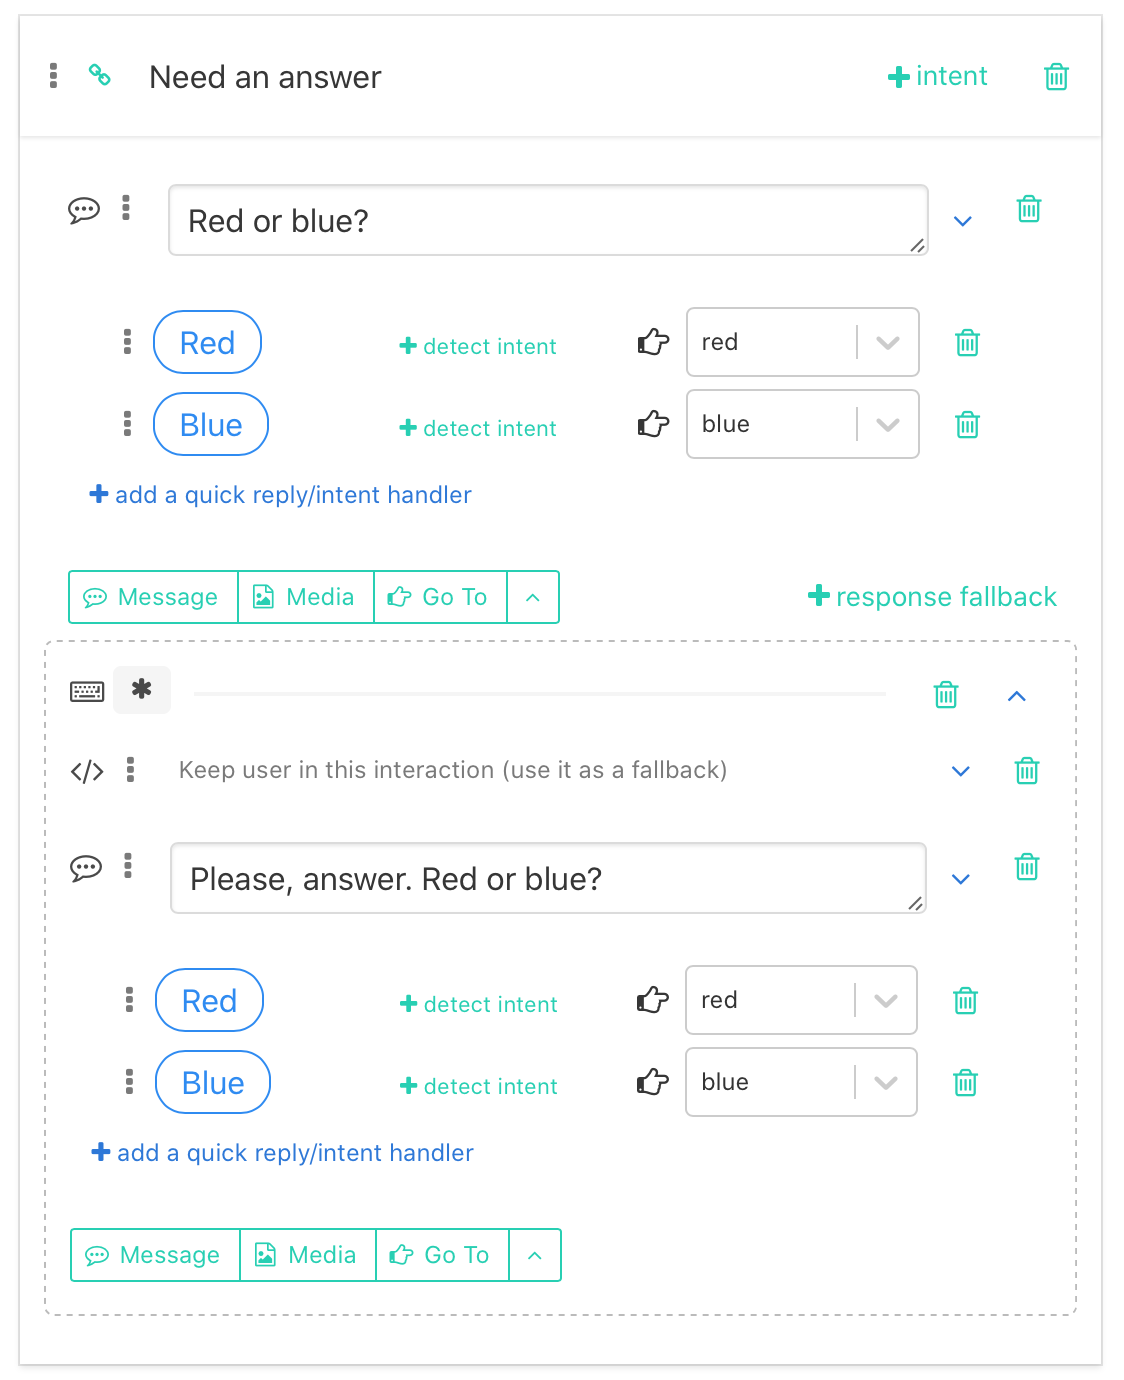 Need an answer
intent
Red or blue?
Red detect intent red
Blue detect intent blue
add a quick reply/intent handler
Message Media Go To response fallback
*
</> Keep user in this interaction (use it as a fallback)
Please, answer. Red or blue?
Red detect intent red
Blue detect intent blue
add a quick reply/intent handler
Message Media Go To